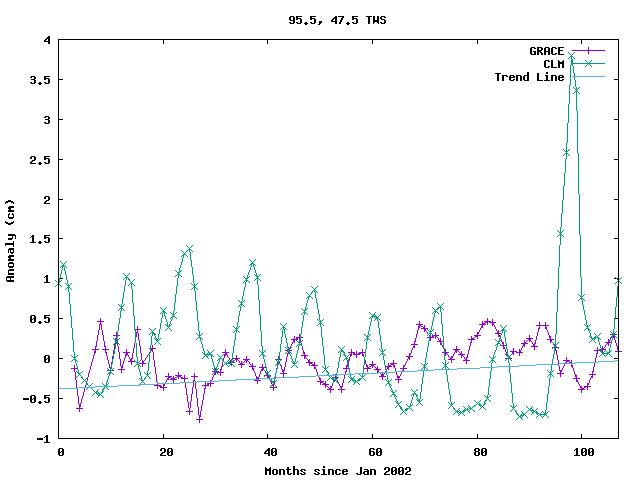 95.5, 47.5 TWS
GRACE
CLM
Trend Line
4
3.5
3
2.5
2
1.5
1
0.5
0
-0.5
-1
Anomaly (cm)
0 20 40 60 80 100
Months since Jan 2002